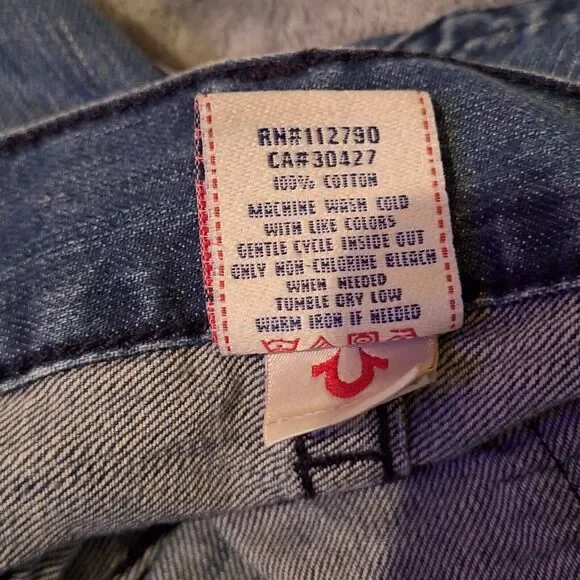 RN#112790
CA#30427
100% COTTON
MACHINE WASH COLD
WITH LIKE COLORS
GENTLE CYCLE INSIDE OUT
ONLY NON-CHLORINE BLEACH
WHEN NEEDED
TUMBLE DRY LOW
WARM IRON IF NEEDED